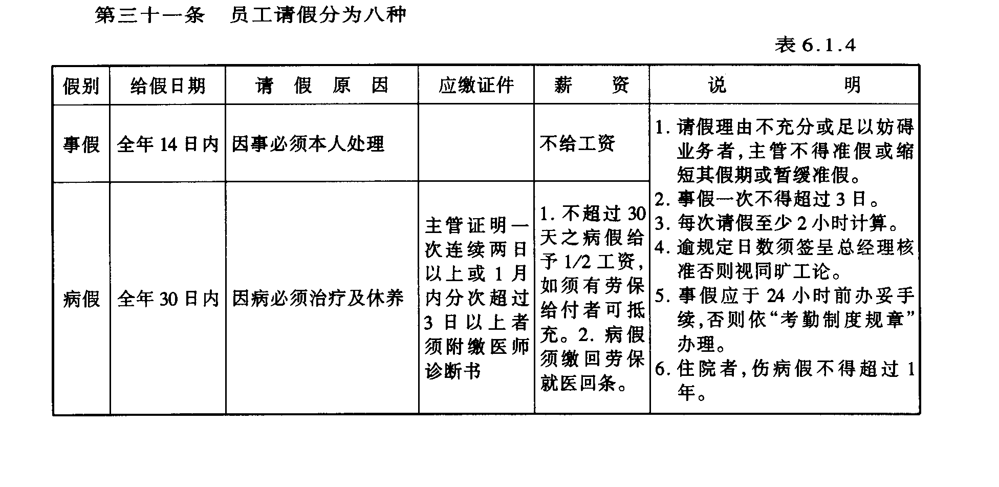 第三十一条 员工请假分为八种
表 6.1.4
假别 给假日期 请假原因 应缴证件 薪资 说明
事假 全年 14 日内 因事必须本人处理 不给工资
病假 全年 30 日内 因病必须治疗及休养
主管证明一
次连续两日
以上或 1 月
内分次超过
3 日以上者
须附缴医师
诊断书
1. 不超过 30
天之病假给
予 1/2 工资,
如须有劳保
给付者可抵
充。2. 病假
须缴回劳保
就医回条。
1. 请假理由不充分或足以妨碍
业务者,主管不得准假或缩
短其假期或暂缓准假。
2. 事假一次不得超过 3 日。
3. 每次请假至少 2 小时计算。
4. 逾规定日数须签呈总经理核
准否则视同旷工论。
5. 事假应于 24 小时前办妥手
续,否则依“考勤制度规章”
办理。
6. 住院者,伤病假不得超过 1
年。